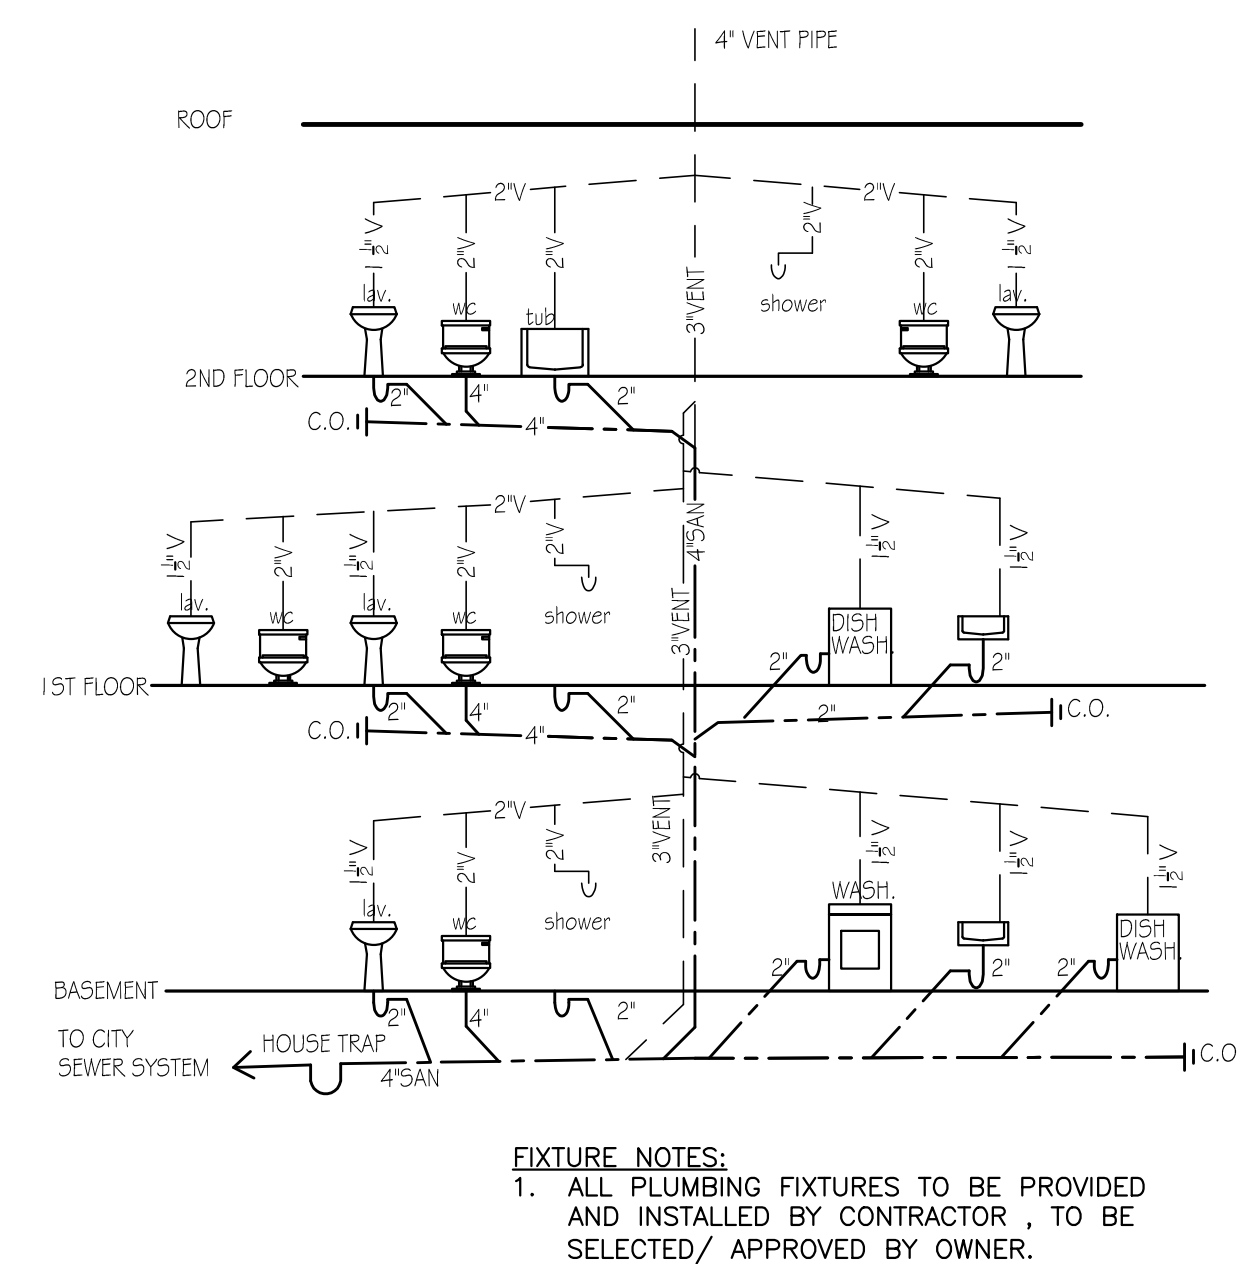 4" VENT PIPE
ROOF
2"V
2"V
1½" V
2"V
2"V
2"V
2"V
1½" V
lav.
wc
tub
3"VENT
shower
wc
lav.
2ND FLOOR
2"
4"
2"
C.O.
4"
2"V
4"SAN
1½" V
2"V
1½" V
2"V
2"V
1½" V
1½" V
lav.
wc
lav.
wc
shower
3"VENT
DISH
WASH.
2"
2"
1ST FLOOR
2"
4"
2"
2"
C.O.
C.O.
4"
2"V
3"VENT
1½" V
2"V
2"V
1½" V
1½" V
1½" V
lav.
wc
shower
WASH.
DISH
WASH.
2"
2"
2"
BASEMENT
2"
4"
2"
TO CITY
SEWER SYSTEM
HOUSE TRAP
4"SAN
C.O
FIXTURE NOTES:
1. ALL PLUMBING FIXTURES TO BE PROVIDED
AND INSTALLED BY CONTRACTOR , TO BE
SELECTED/ APPROVED BY OWNER.